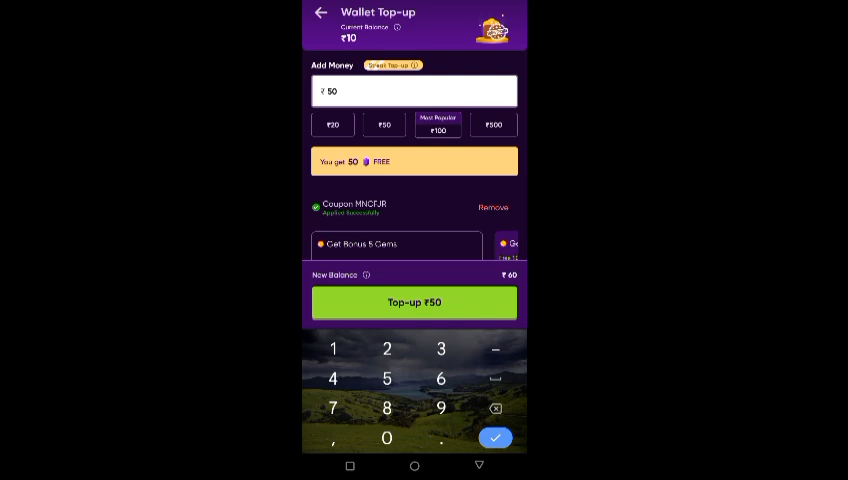 Wallet Top-up
Current Balance
₹10
Add Money Streak Top-up
₹ 50
₹20 ₹50 Most Popular ₹100 ₹500
You get 50 FREE
Coupon MNCFJR Remove
Applied Successfully
Get Bonus 5 Gems
New Balance ₹ 60
Top-up ₹50
1 2 3 –
4 5 6
7 8 9
, 0 .